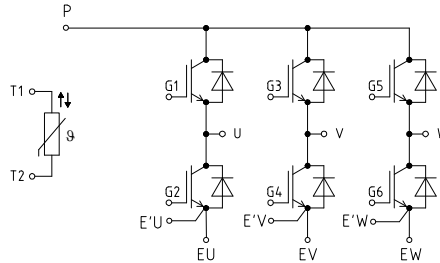 P
G1 G3 G5
T1
U V
ϑ
T2
G2 G4 G6
E'U E'V E'W
EU EV EW